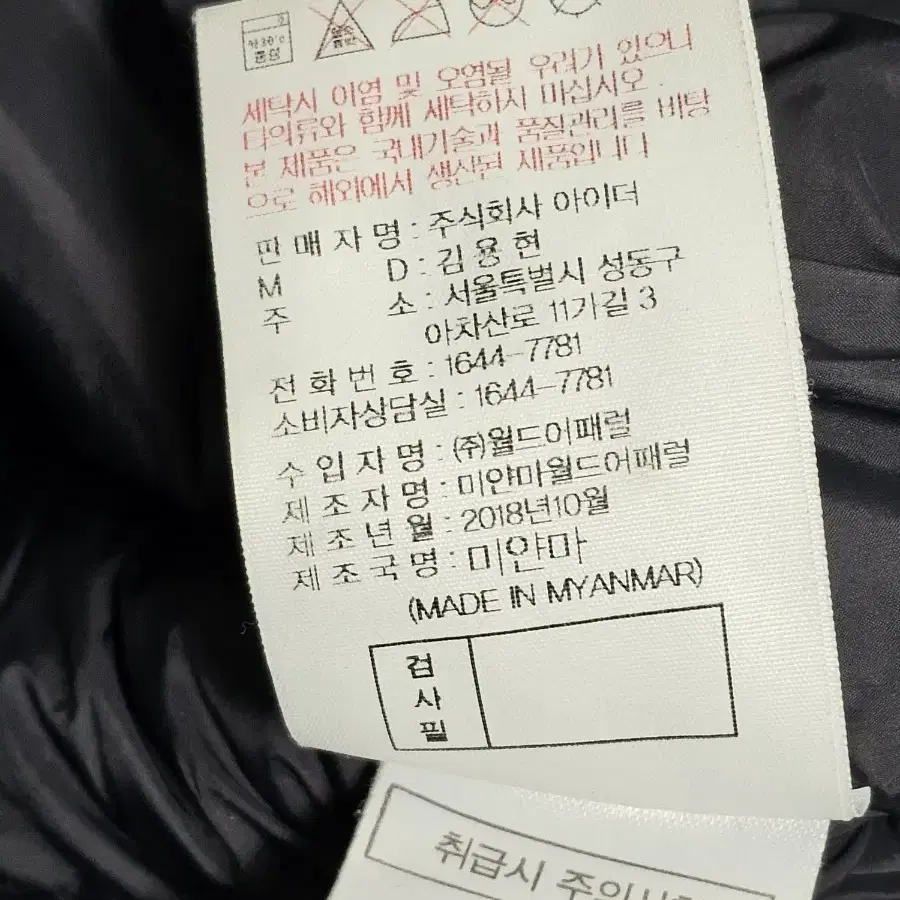 약30℃
중성
세탁시 이염 및 오염될 우려가 있으니
타의류와 함께 세탁하시 마십시오.
본 제품은 국내기술과 품질관리를 바탕
으로 해외에서 생산된 제품입니다
판 매 자 명 : 주식회사 아이더
M D : 김용현
주 소 : 서울특별시 성동구
아차산로 11가길 3
전 화 번 호 : 1644-7781
소비자상담실 : 1644-7781
수 입 자 명 : (주)월드어패럴
제 조 자 명 : 미얀마월드어패럴
제 조 년 월 : 2018년10월
제 조 국 명 : 미얀마
(MADE IN MYANMAR)
검
사
필
취급시 주의사항